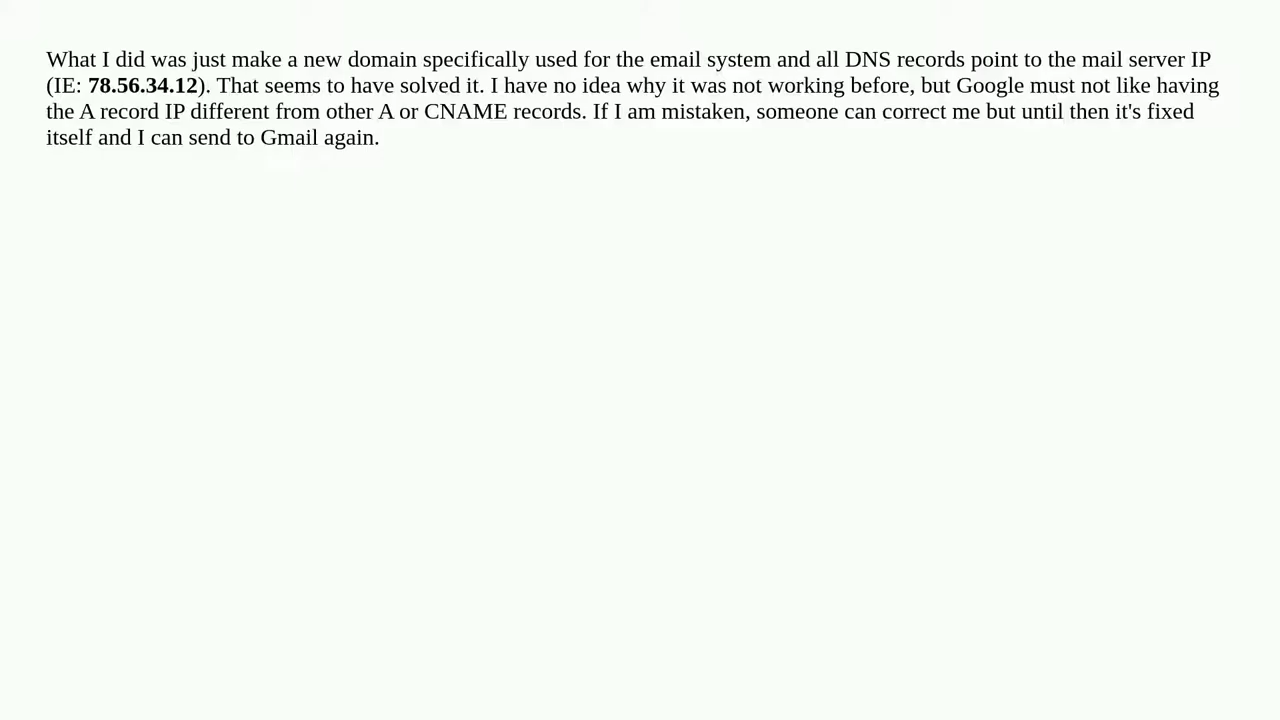 What I did was just make a new domain specifically used for the email system and all DNS records point to the mail server IP
(IE: 78.56.34.12). That seems to have solved it. I have no idea why it was not working before, but Google must not like having
the A record IP different from other A or CNAME records. If I am mistaken, someone can correct me but until then it's fixed
itself and I can send to Gmail again.